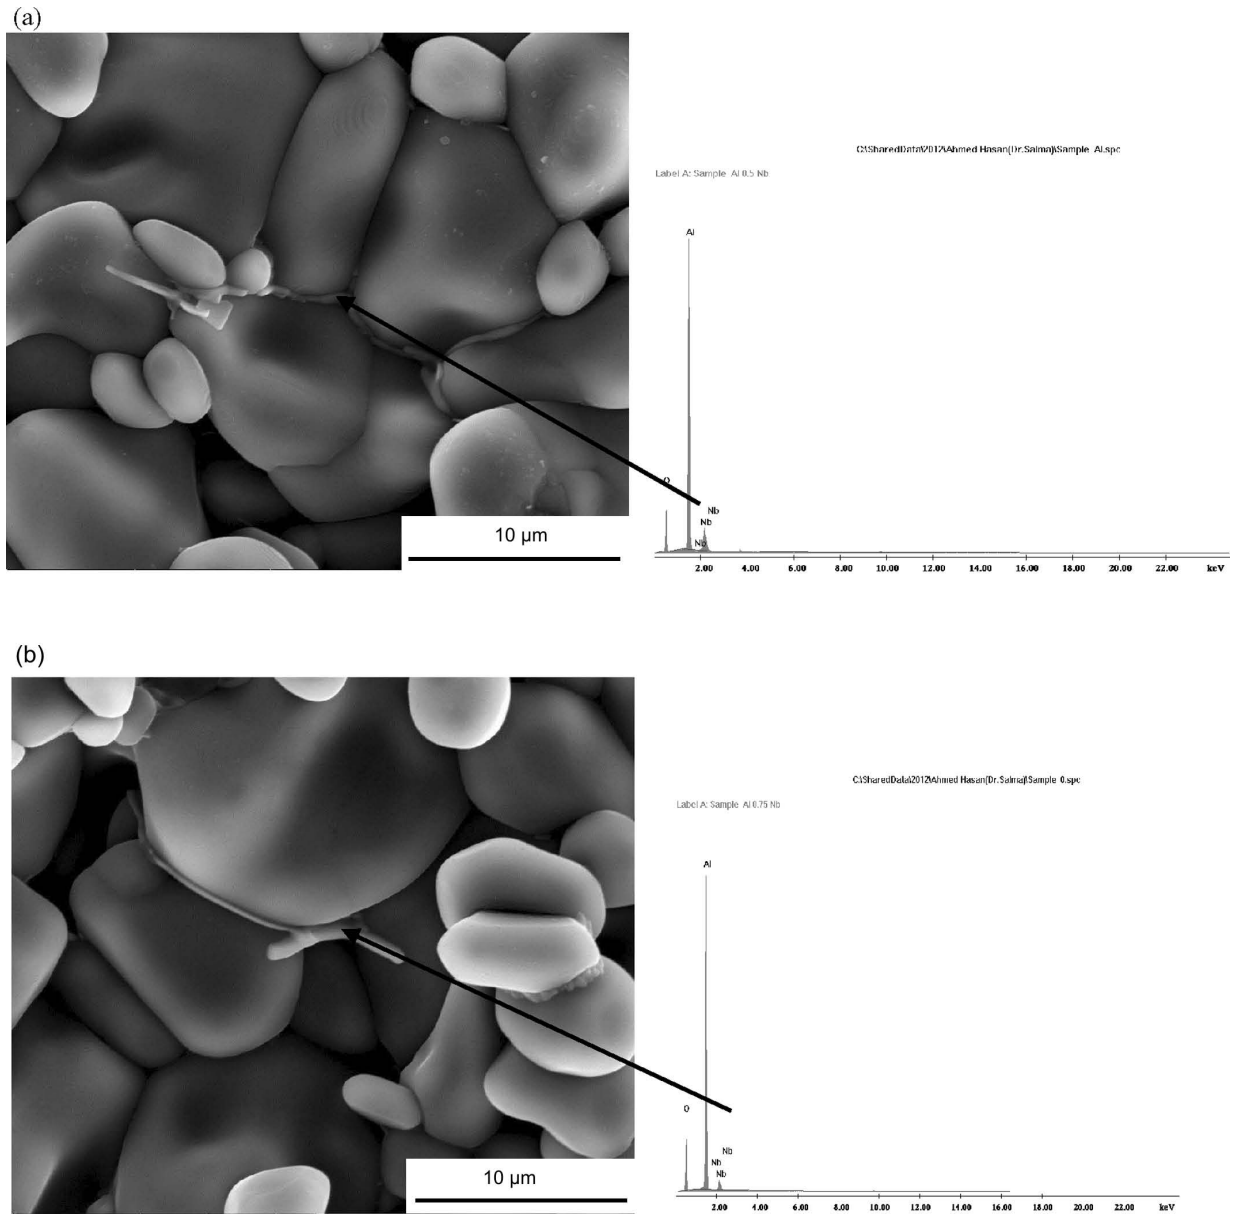 (a)
C:\SharedData\2012\Ahmed Hasan(Dr.Salma)\Sample Al.spc
Label A: Sample Al 0.5 Nb
Al
O
Nb
Nb
Nb
10 µm
2.00 4.00 6.00 8.00 10.00 12.00 14.00 16.00 18.00 20.00 22.00 keV
(b)
C:\SharedData\2012\Ahmed Hasan(Dr.Salma)\Sample 0.spc
Label A: Sample Al 0.75 Nb
Al
O
Nb
Nb
Nb
10 µm
2.00 4.00 6.00 8.00 10.00 12.00 14.00 16.00 18.00 20.00 22.00 keV